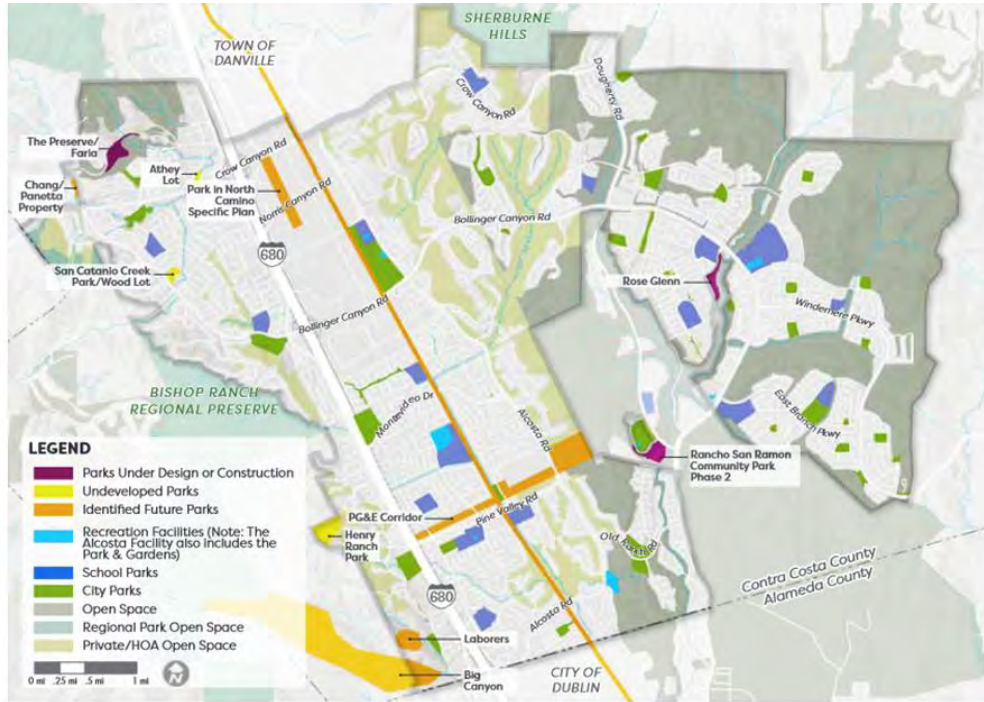 SHERBURNE
HILLS
TOWN OF
DANVILLE
Crow Canyon Rd
Dougherty Rd
The Preserve/
Faria
Crow Canyon Rd
Athey
Lot
Chang/
Panetta
Property
Park in North
Camino
Specific Plan
Norris Canyon Rd
Bollinger Canyon Rd
680
San Catanio Creek
Park/Wood Lot
Rose Glenn
Bollinger Canyon Rd
Windemere Pkwy
BISHOP RANCH
REGIONAL PRESERVE
Montevideo Dr
Alcosta Rd
East Branch Pkwy
LEGEND
Parks Under Design or Construction
Undeveloped Parks
Identified Future Parks
Recreation Facilities (Note: The
Alcosta Facility also includes the
Park & Gardens)
School Parks
City Parks
Open Space
Regional Park Open Space
Private/HOA Open Space
0 mi .25 mi .5 mi 1 mi
N
Rancho San Ramon
Community Park
Phase 2
PG&E Corridor
Pine Valley Rd
Henry
Ranch
Park
Old Ranch Rd
Contra Costa County
Alameda County
680
Alcosta Rd
Laborers
Big
Canyon
CITY OF
DUBLIN